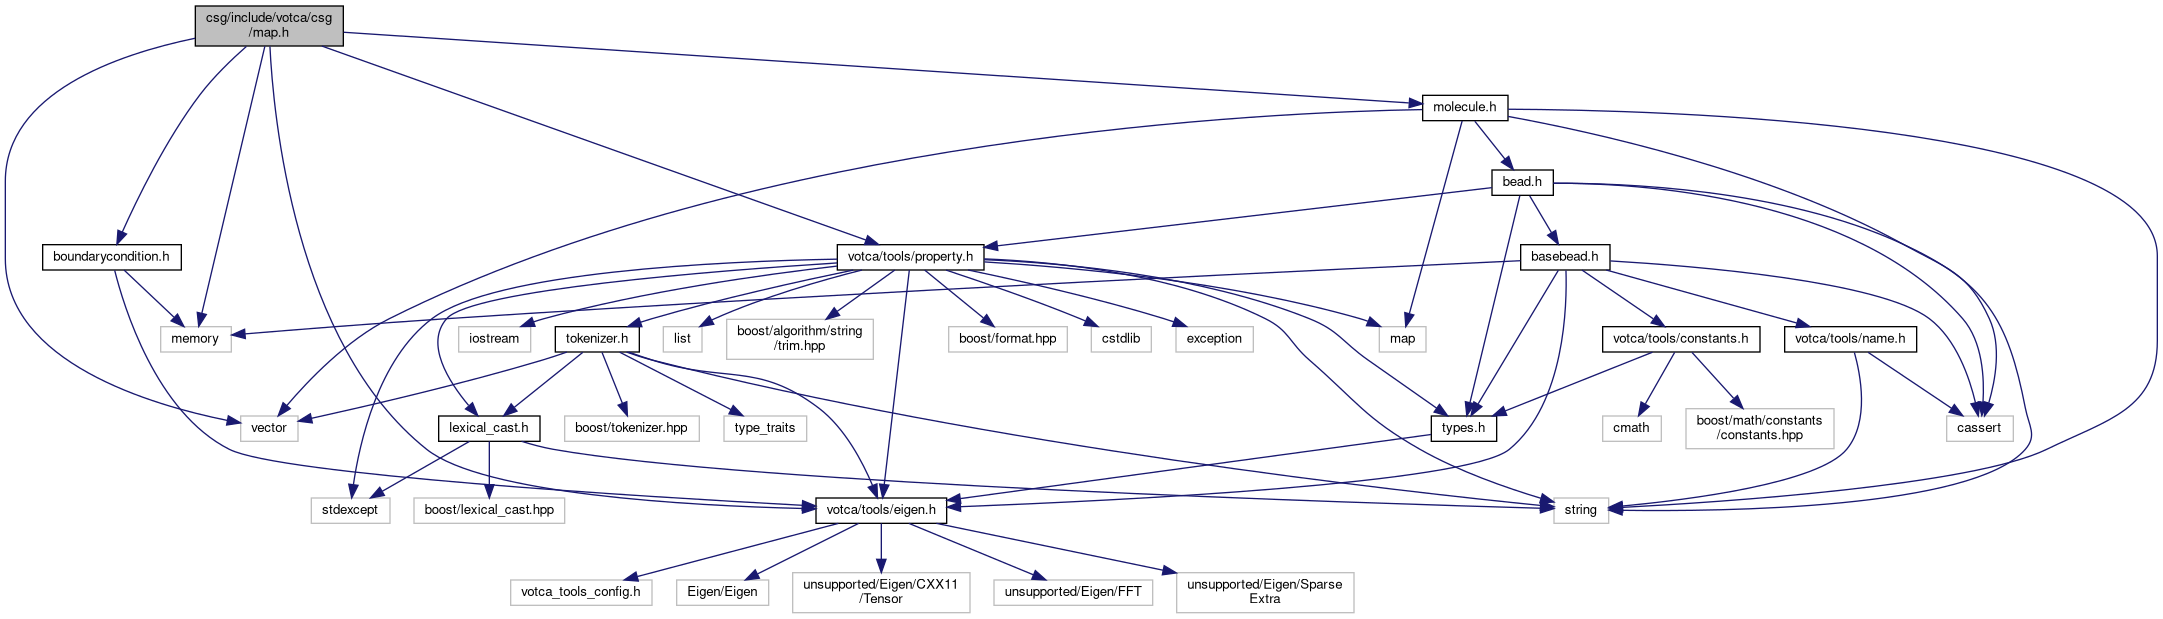 csg/include/votca/csg
/map.h
molecule.h
bead.h
boundarycondition.h
votca/tools/property.h
basebead.h
memory
iostream
tokenizer.h
list
boost/algorithm/string
/trim.hpp
boost/format.hpp
cstdlib
exception
map
votca/tools/constants.h
votca/tools/name.h
vector
lexical_cast.h
boost/tokenizer.hpp
type_traits
types.h
cmath
boost/math/constants
/constants.hpp
cassert
stdexcept
boost/lexical_cast.hpp
votca/tools/eigen.h
string
votca_tools_config.h
Eigen/Eigen
unsupported/Eigen/CXX11
/Tensor
unsupported/Eigen/FFT
unsupported/Eigen/Sparse
Extra